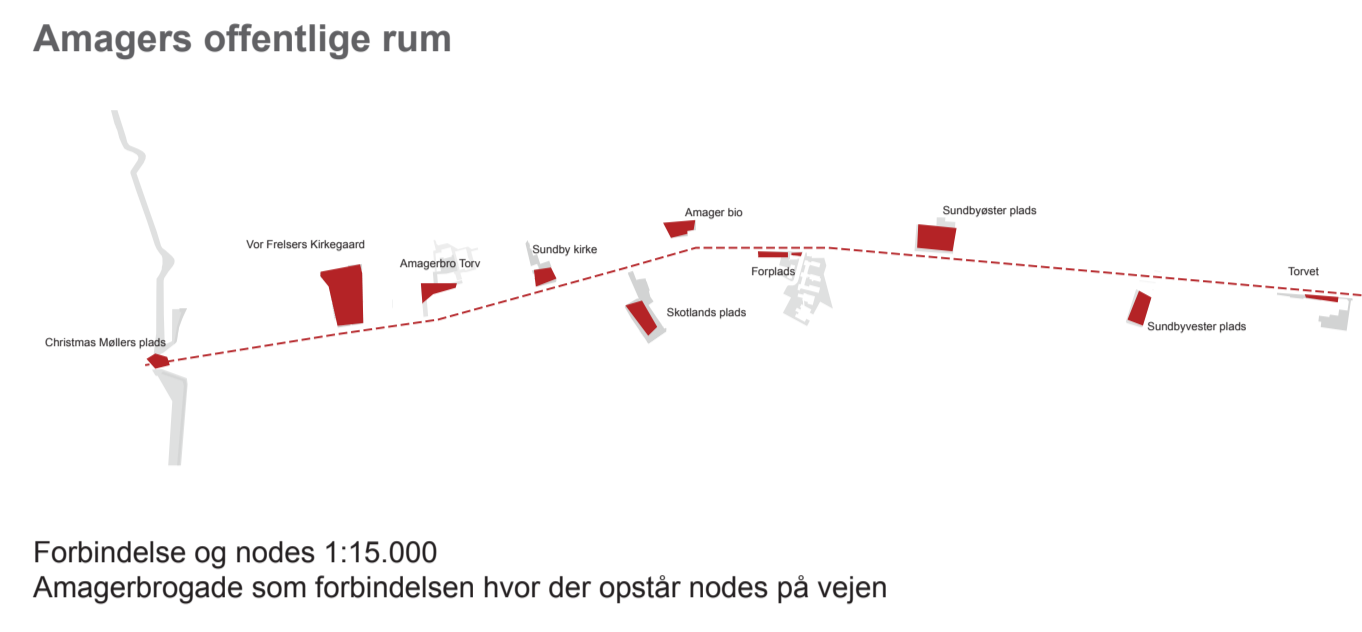 Amagers offentlige rum
Amager bio
Sundbyøster plads
Vor Frelsers Kirkegaard
Sundby kirke
Amagerbro Torv
Forplads
Torvet
Skotlands plads
Sundbyvester plads
Christmas Møllers plads
Forbindelse og nodes 1:15.000
Amagerbrogade som forbindelsen hvor der opstår nodes på vejen